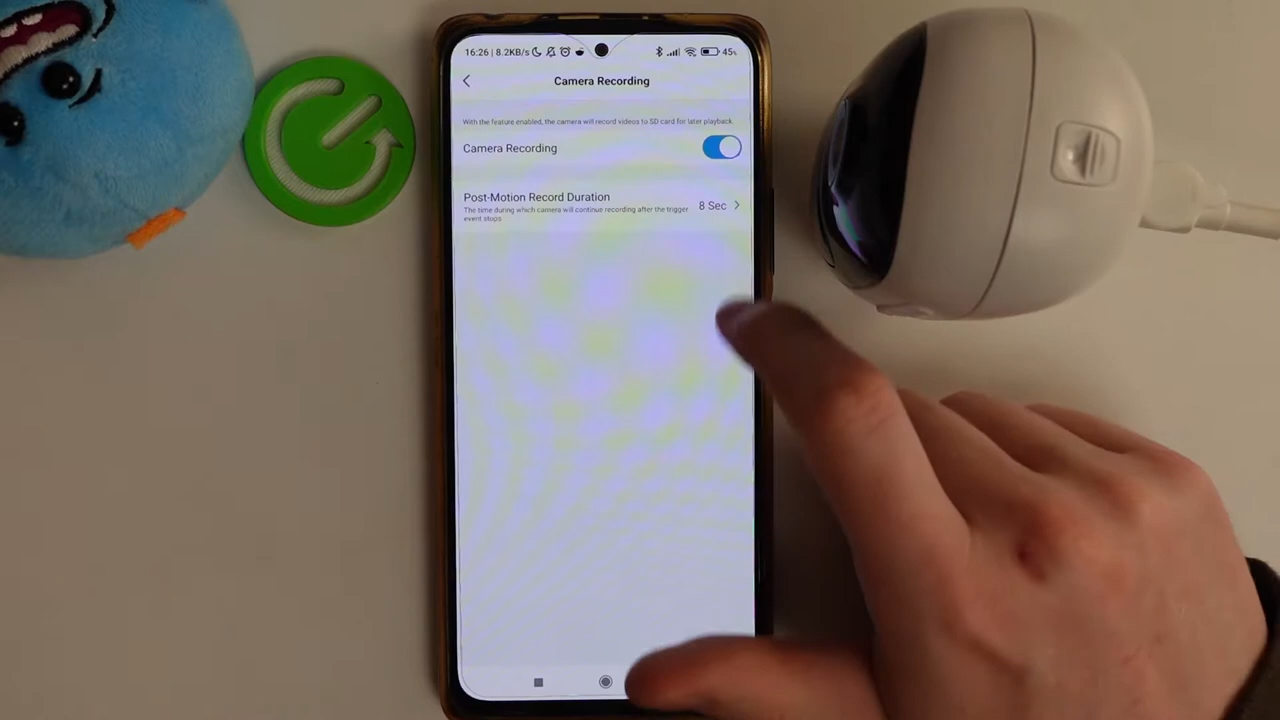 16:26 | 8.2KB/s 45%
Camera Recording
With the feature enabled, the camera will record videos to SD card for later playback.
Camera Recording
Post-Motion Record Duration
8 Sec
The time during which camera will continue recording after the trigger
event stops